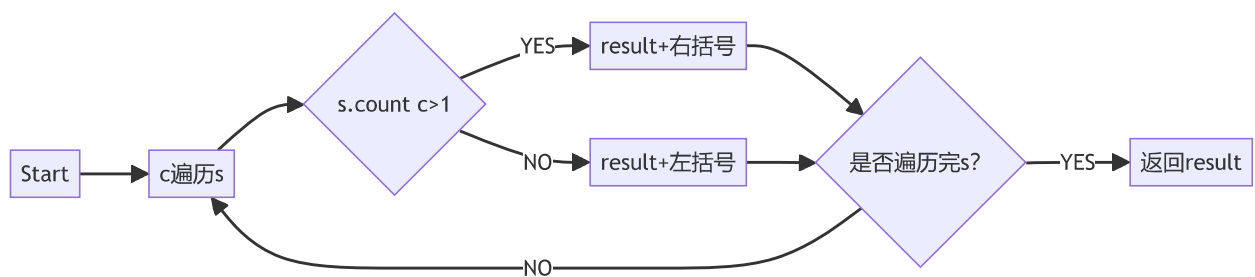 Start
c遍历s
s.count c>1
YES
result+右括号
NO
result+左括号
是否遍历完s?
YES
返回result
NO